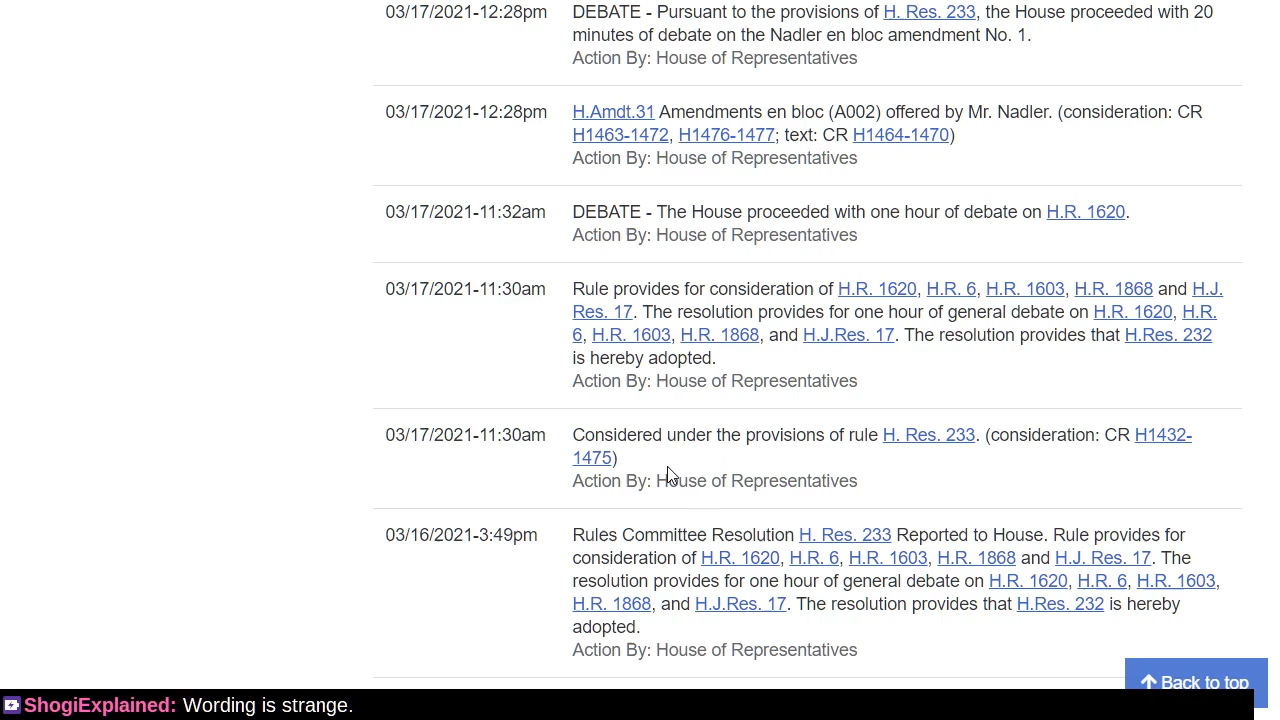 03/17/2021-12:28pm DEBATE - Pursuant to the provisions of H. Res. 233, the House proceeded with 20
minutes of debate on the Nadler en bloc amendment No. 1.
Action By: House of Representatives
03/17/2021-12:28pm H.Amdt.31 Amendments en bloc (A002) offered by Mr. Nadler. (consideration: CR
H1463-1472, H1476-1477; text: CR H1464-1470)
Action By: House of Representatives
03/17/2021-11:32am DEBATE - The House proceeded with one hour of debate on H.R. 1620.
Action By: House of Representatives
03/17/2021-11:30am Rule provides for consideration of H.R. 1620, H.R. 6, H.R. 1603, H.R. 1868 and H.J.
Res. 17. The resolution provides for one hour of general debate on H.R. 1620, H.R.
6, H.R. 1603, H.R. 1868, and H.J.Res. 17. The resolution provides that H.Res. 232
is hereby adopted.
Action By: House of Representatives
03/17/2021-11:30am Considered under the provisions of rule H. Res. 233. (consideration: CR H1432-
1475)
Action By: House of Representatives
03/16/2021-3:49pm Rules Committee Resolution H. Res. 233 Reported to House. Rule provides for
consideration of H.R. 1620, H.R. 6, H.R. 1603, H.R. 1868 and H.J. Res. 17. The
resolution provides for one hour of general debate on H.R. 1620, H.R. 6, H.R. 1603,
H.R. 1868, and H.J.Res. 17. The resolution provides that H.Res. 232 is hereby
adopted.
Action By: House of Representatives
Back to top
ShogiExplained: Wording is strange.